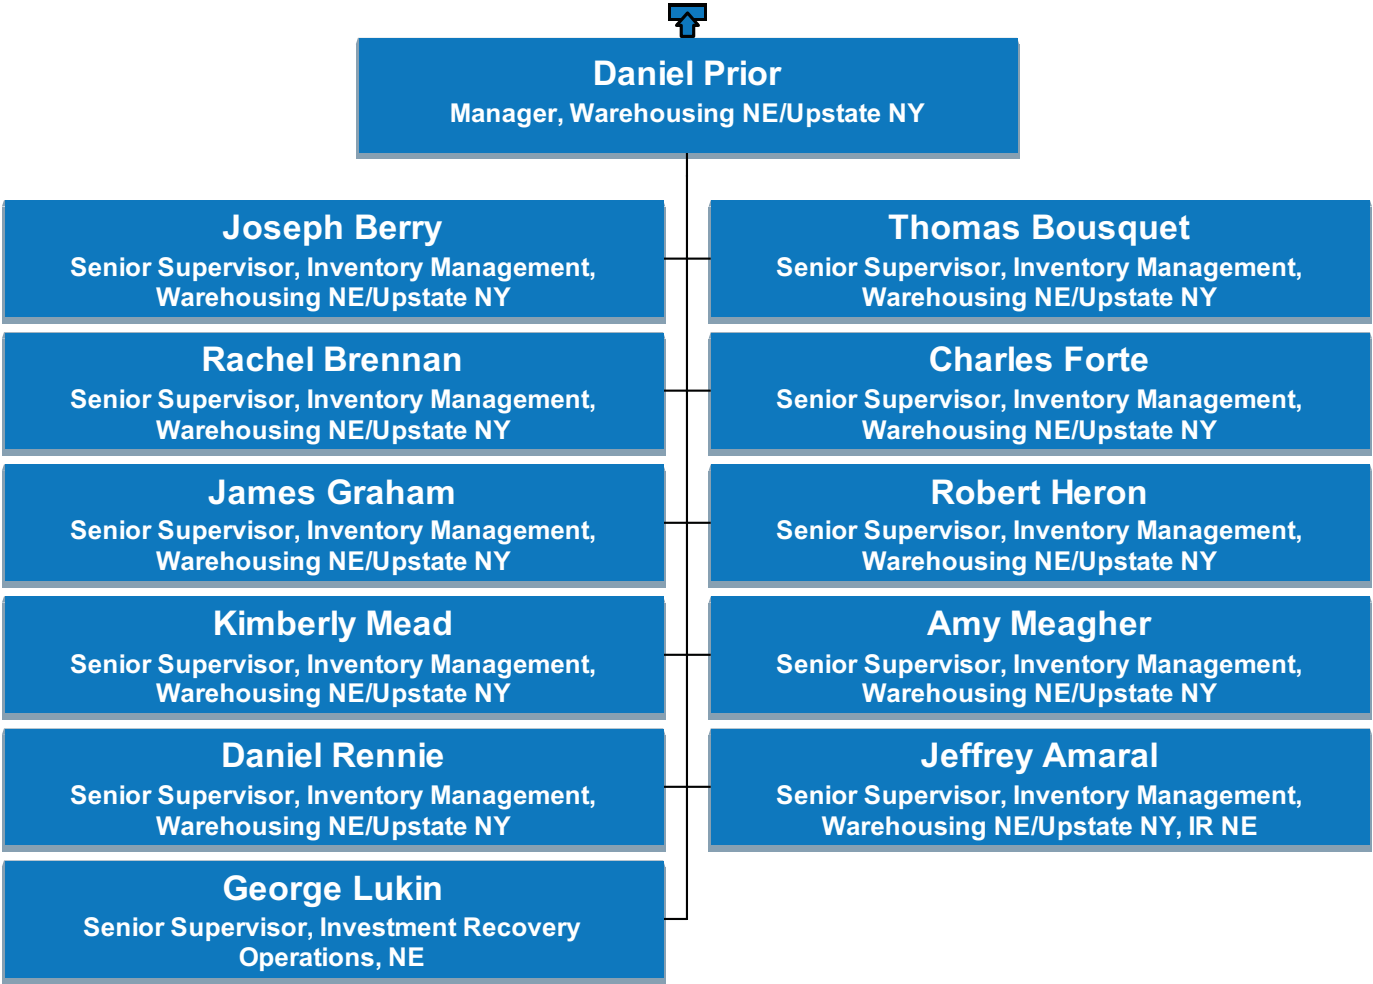 Daniel Prior
Manager, Warehousing NE/Upstate NY
Joseph Berry
Senior Supervisor, Inventory Management,
Warehousing NE/Upstate NY
Thomas Bousquet
Senior Supervisor, Inventory Management,
Warehousing NE/Upstate NY
Rachel Brennan
Senior Supervisor, Inventory Management,
Warehousing NE/Upstate NY
Charles Forte
Senior Supervisor, Inventory Management,
Warehousing NE/Upstate NY
James Graham
Senior Supervisor, Inventory Management,
Warehousing NE/Upstate NY
Robert Heron
Senior Supervisor, Inventory Management,
Warehousing NE/Upstate NY
Kimberly Mead
Senior Supervisor, Inventory Management,
Warehousing NE/Upstate NY
Amy Meagher
Senior Supervisor, Inventory Management,
Warehousing NE/Upstate NY
Daniel Rennie
Senior Supervisor, Inventory Management,
Warehousing NE/Upstate NY
Jeffrey Amaral
Senior Supervisor, Inventory Management,
Warehousing NE/Upstate NY, IR NE
George Lukin
Senior Supervisor, Investment Recovery
Operations, NE